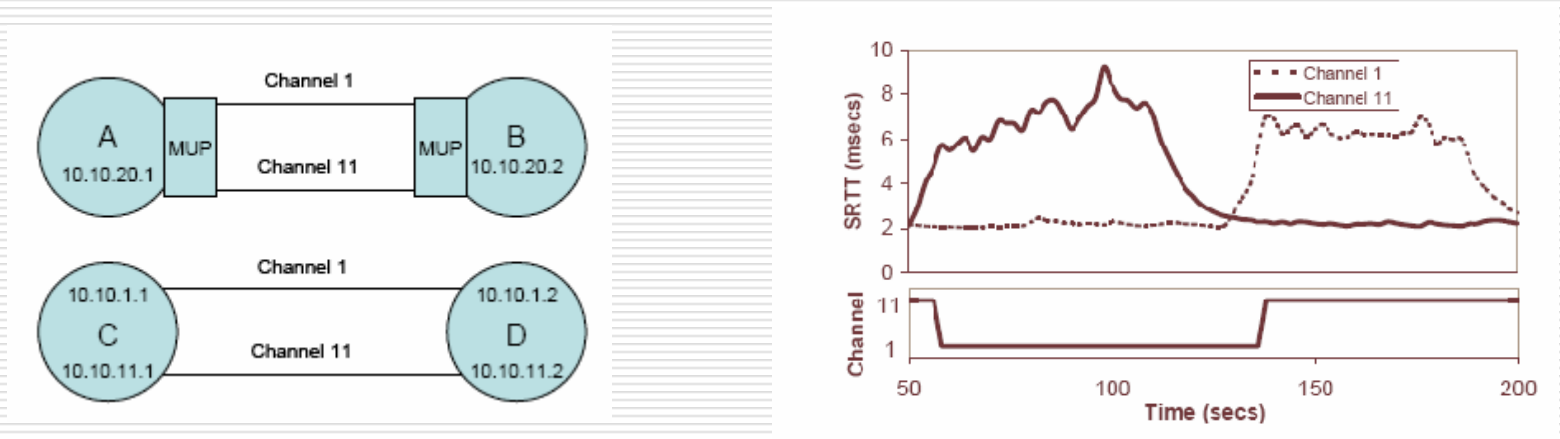 Channel 1
A
10.10.20.1
MUP
Channel 11
MUP
B
10.10.20.2
Channel 1
10.10.1.1
C
10.10.11.1
Channel 11
10.10.1.2
D
10.10.11.2
10
8
6
4
2
0
SRTT (msecs)
Channel 1
Channel 11
Channel
11
1
50
100
150
200
Time (secs)